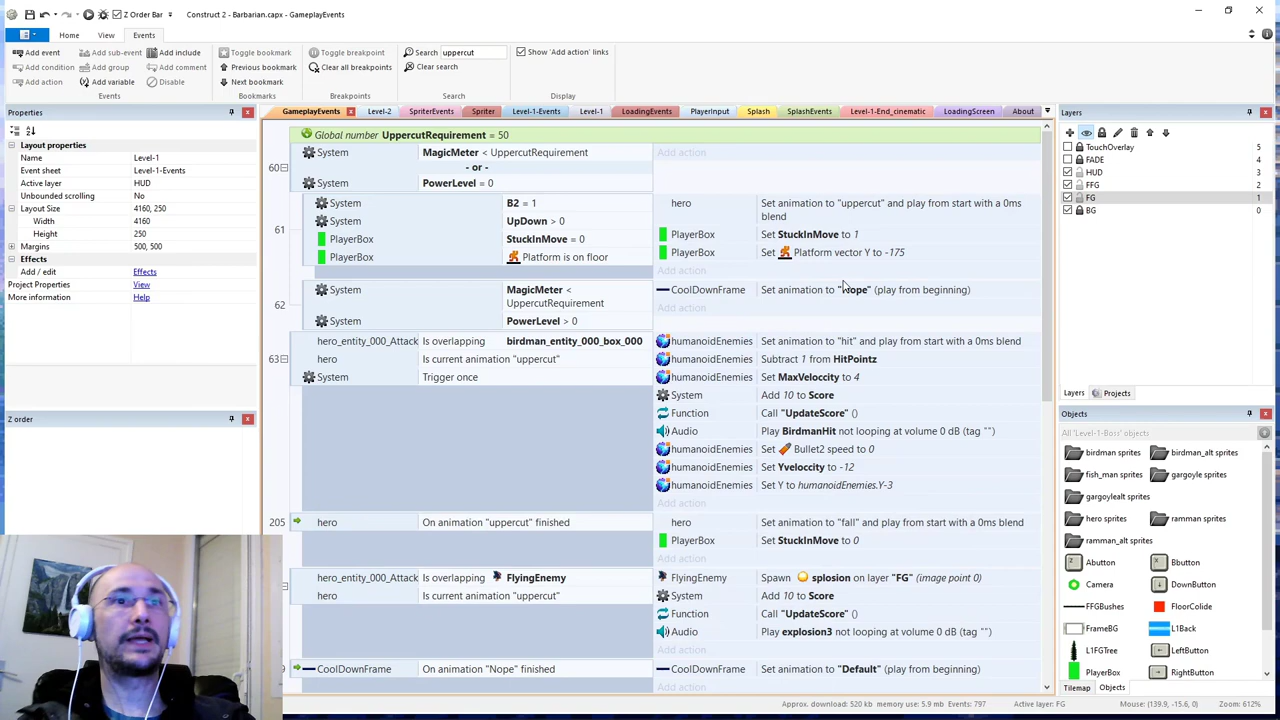 Z Order Bar
Construct 2 - Barbarian.capx - GameplayEvents
Home View Events
Add event Add sub-event Add include Toggle bookmark Toggle breakpoint Search uppercut Show 'Add action' links
Add condition Add group Add comment Previous bookmark Clear all breakpoints Clear search
Add action Add variable Disable Next bookmark
Events Bookmarks Breakpoints Search Display
Properties
Layout properties
Name Level-1
Event sheet Level-1-Events
Active layer HUD
Unbounded scrolling No
Layout Size 4160, 250
Width 4160
Height 250
Margins 500, 500
Effects
Add / edit Effects
Project Properties View
More information Help
Z order
GameplayEvents Level-2 SpriterEvents Spriter Level-1-Events Level-1 LoadingEvents PlayerInput Splash SplashEvents Level-1-End_cinematic LoadingScreen About
Global number UppercutRequirement = 50
60 System MagicMeter < UppercutRequirement Add action
- or -
System PowerLevel = 0
61 System B2 = 1 hero Set animation to "uppercut" and play from start with a 0ms blend
System UpDown > 0
PlayerBox StuckInMove = 0 PlayerBox Set StuckInMove to 1
PlayerBox Platform is on floor PlayerBox Set Platform vector Y to -175
Add action
62 System MagicMeter < UppercutRequirement CoolDownFrame Set animation to "Nope" (play from beginning)
System PowerLevel > 0 Add action
63 hero_entity_000_Attack Is overlapping birdman_entity_000_box_000 humanoidEnemies Set animation to "hit" and play from start with a 0ms blend
hero Is current animation "uppercut" humanoidEnemies Subtract 1 from HitPointz
System Trigger once humanoidEnemies Set MaxVeloccity to 4
System Add 10 to Score
Function Call "UpdateScore" ()
Audio Play BirdmanHit not looping at volume 0 dB (tag "")
humanoidEnemies Set Bullet2 speed to 0
humanoidEnemies Set Yveloccity to -12
humanoidEnemies Set Y to humanoidEnemies.Y-3
Add action
205 hero On animation "uppercut" finished hero Set animation to "fall" and play from start with a 0ms blend
PlayerBox Set StuckInMove to 0
Add action
hero_entity_000_Attack Is overlapping FlyingEnemy FlyingEnemy Spawn splosion on layer "FG" (image point 0)
hero Is current animation "uppercut" System Add 10 to Score
Function Call "UpdateScore" ()
Audio Play explosion3 not looping at volume 0 dB (tag "")
CoolDownFrame On animation "Nope" finished CoolDownFrame Set animation to "Default" (play from beginning)
Add action
Layers
TouchOverlay 5
FADE 4
HUD 3
FFG 2
FG 1
BG 0
Layers Projects
Objects
All 'Level-1-Boss' objects
birdman sprites birdman_alt sprites
fish_man sprites gargoyle sprites
gargoylealt sprites
hero sprites ramman sprites
ramman_alt sprites
Abutton Bbutton
Camera DownButton
FFGBushes FloorColide
FrameBG L1Back
L1FGTree LeftButton
PlayerBox RightButton
Tilemap Objects
Approx. download: 520 kb memory use: 5.9 mb Events: 797 Active layer: FG Mouse: (139.9, -15.6, 0) Zoom: 612%